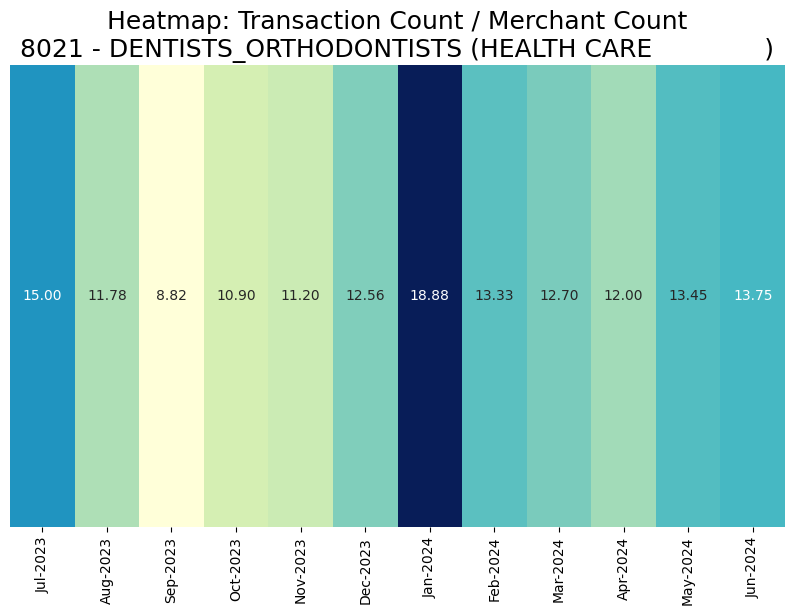 Heatmap: Transaction Count / Merchant Count
8021 - DENTISTS_ORTHODONTISTS (HEALTH CARE             )
15.00 11.78 8.82 10.90 11.20 12.56 18.88 13.33 12.70 12.00 13.45 13.75
Jul-2023 Aug-2023 Sep-2023 Oct-2023 Nov-2023 Dec-2023 Jan-2024 Feb-2024 Mar-2024 Apr-2024 May-2024 Jun-2024